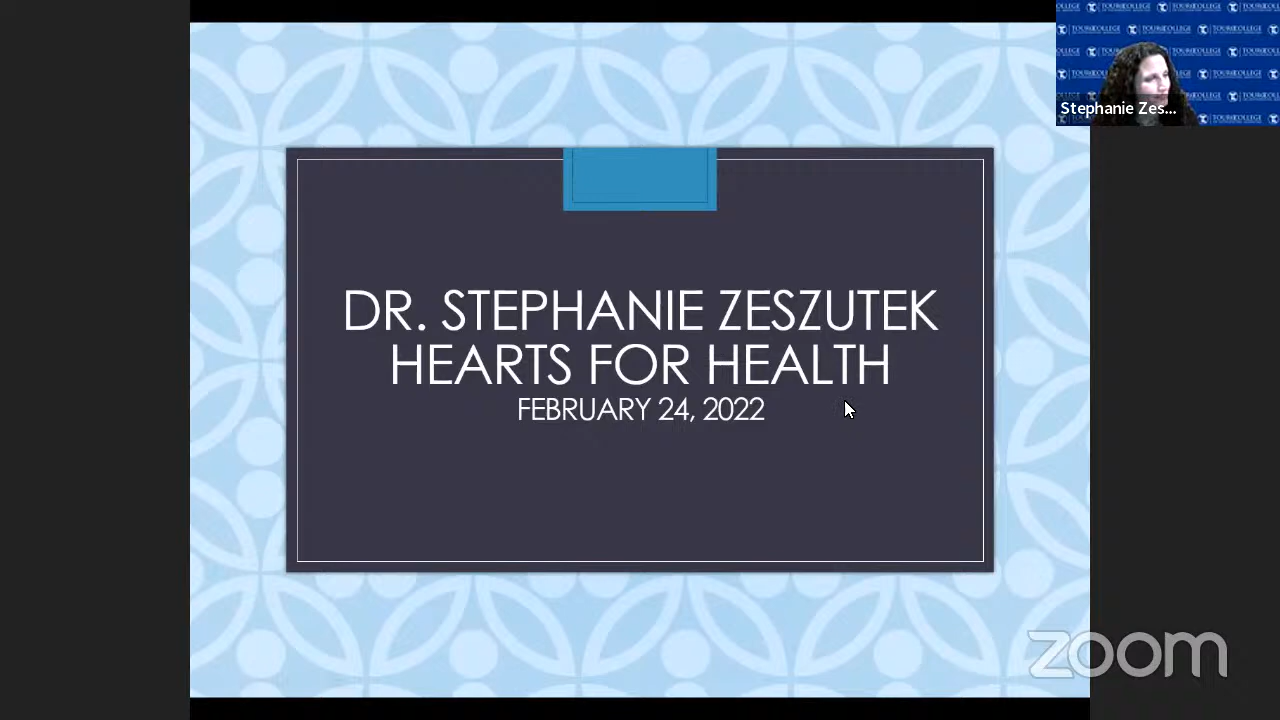 DR. STEPHANIE ZESZUTEK
HEARTS FOR HEALTH
FEBRUARY 24, 2022
Stephanie Zes...
zoom